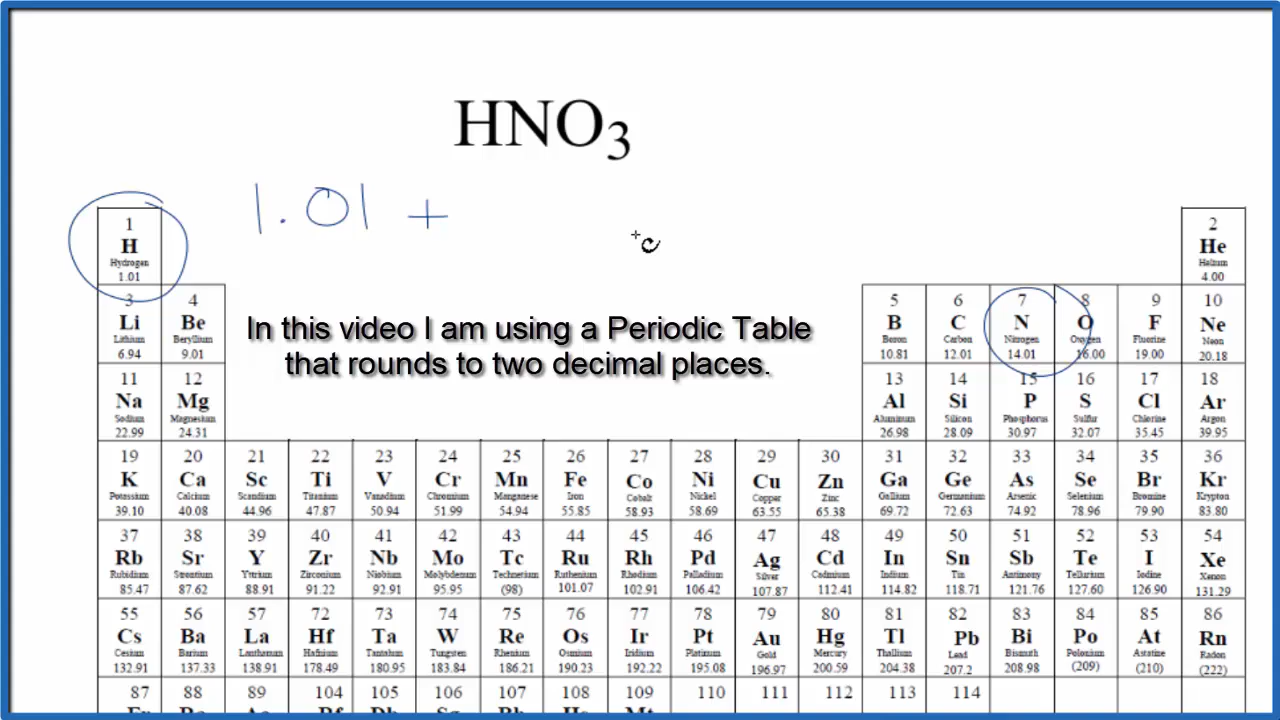 HNO3
1.01 +
1 2
H He
Hydrogen Helium
1.01 4.00
In this video I am using a Periodic Table
that rounds to two decimal places.
3 4 5 6 7 8 9 10
Li Be B C N O F Ne
Lithium Beryllium Boron Carbon Nitrogen Oxygen Fluorine Neon
6.94 9.01 10.81 12.01 14.01 16.00 19.00 20.18
11 12 13 14 15 16 17 18
Na Mg Al Si P S Cl Ar
Sodium Magnesium Aluminum Silicon Phosphorus Sulfur Chlorine Argon
22.99 24.31 26.98 28.09 30.97 32.07 35.45 39.95
19 20 21 22 23 24 25 26 27 28 29 30 31 32 33 34 35 36
K Ca Sc Ti V Cr Mn Fe Co Ni Cu Zn Ga Ge As Se Br Kr
Potassium Calcium Scandium Titanium Vanadium Chromium Manganese Iron Cobalt Nickel Copper Zinc Gallium Germanium Arsenic Selenium Bromine Krypton
39.10 40.08 44.96 47.87 50.94 51.99 54.94 55.85 58.93 58.69 63.55 65.38 69.72 72.63 74.92 78.96 79.90 83.80
37 38 39 40 41 42 43 44 45 46 47 48 49 50 51 52 53 54
Rb Sr Y Zr Nb Mo Tc Ru Rh Pd Ag Cd In Sn Sb Te I Xe
Rubidium Strontium Yttrium Zirconium Niobium Molybdenum Technetium Ruthenium Rhodium Palladium Silver Cadmium Indium Tin Antimony Tellurium Iodine Xenon
85.47 87.62 88.91 91.22 92.91 95.95 (98) 101.07 102.91 106.42 107.87 112.41 114.82 118.71 121.76 127.60 126.90 131.29
55 56 57 72 73 74 75 76 77 78 79 80 81 82 83 84 85 86
Cs Ba La Hf Ta W Re Os Ir Pt Au Hg Tl Pb Bi Po At Rn
Cesium Barium Lanthanum Hafnium Tantalum Tungsten Rhenium Osmium Iridium Platinum Gold Mercury Thallium Lead Bismuth Polonium Astatine Radon
132.91 137.33 138.91 178.49 180.95 183.84 186.21 190.23 192.22 195.08 196.97 200.59 204.38 207.2 208.98 (209) (210) (222)
87 88 89 104 105 106 107 108 109 110 111 112 113 114